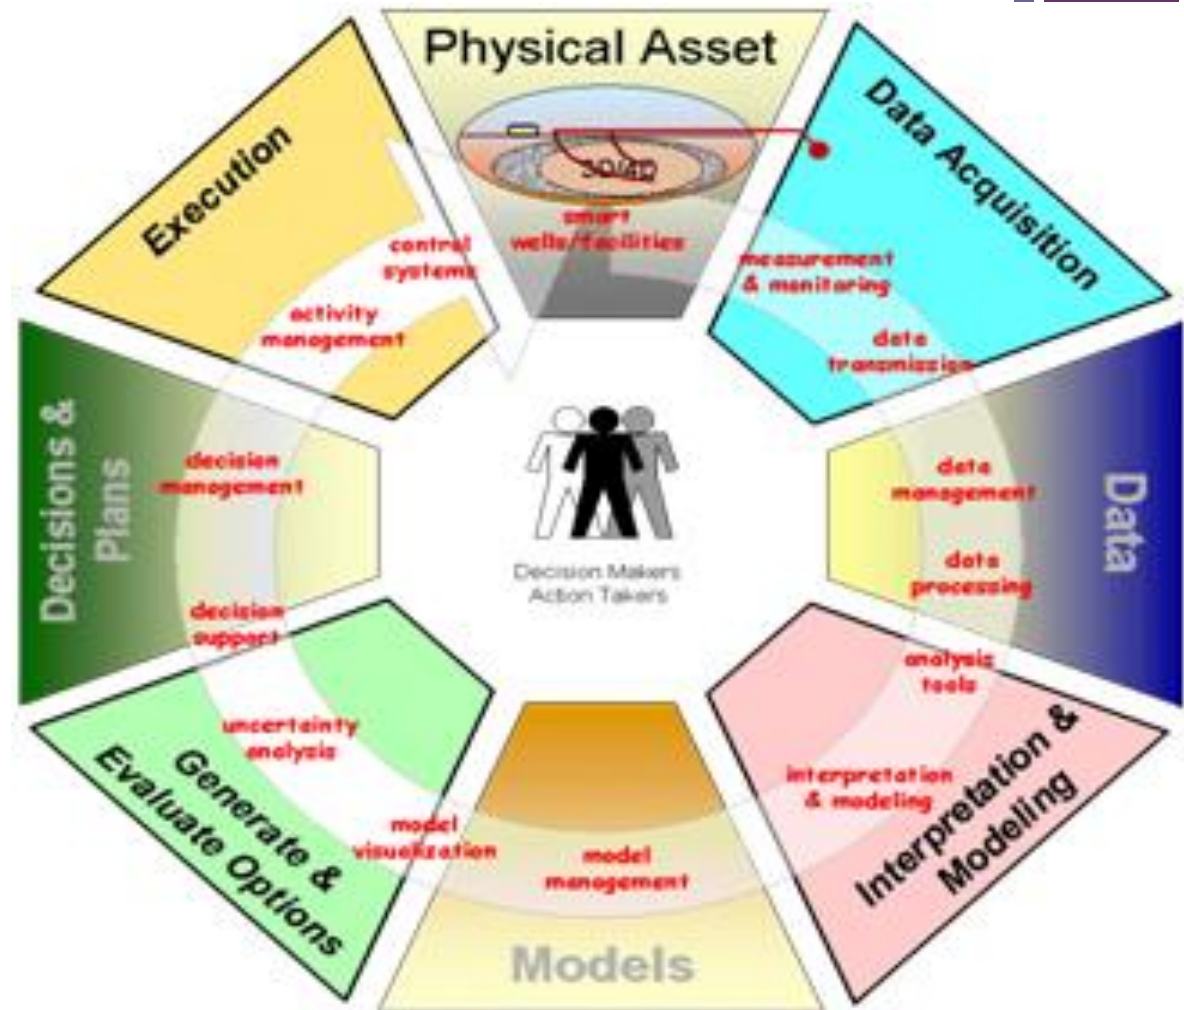 Physical Asset
3D/4D
smart
wells/facilities
Data Acquisition
measurement
& monitoring
data
transmission
Data
data
management
data
processing
Interpretation &
Modeling
analysis
tools
interpretation
& modeling
Models
model
management
Generate &
Evaluate Options
model
visualization
uncertainty
analysis
Decisions &
Plans
decision
support
decision
management
Execution
activity
management
control
systems
Decision Makers
Action Takers